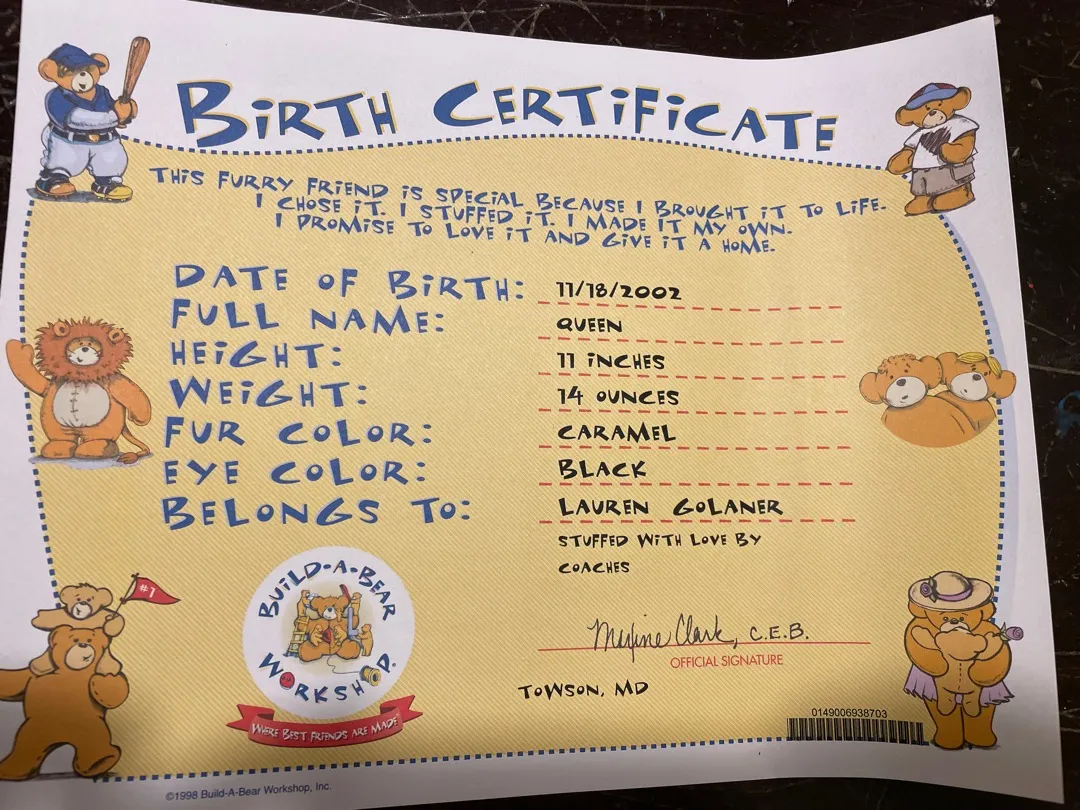 BIRTH CERTIFICATE
THIS FURRY FRIEND IS SPECIAL BECAUSE I BROUGHT IT TO LIFE.
I CHOSE IT. I STUFFED IT. I MADE IT MY OWN.
I PROMISE TO LOVE IT AND GIVE IT A HOME.
DATE OF BIRTH: 11/18/2002
FULL NAME: QUEEN
HEIGHT: 11 INCHES
WEIGHT: 14 OUNCES
FUR COLOR: CARAMEL
EYE COLOR: BLACK
BELONGS TO: LAUREN GOLANER
STUFFED WITH LOVE BY
COACHES
#1
BUILD-A-BEAR
WORKSHOP.®
WHERE BEST FRIENDS ARE MADE™
Maxine Clark, C.E.B.
OFFICIAL SIGNATURE
TOWSON, MD
0149006938703
©1998 Build-A-Bear Workshop, Inc.